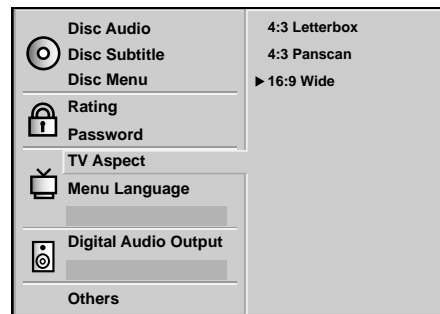 Disc Audio
Disc Subtitle
Disc Menu
Rating
Password
TV Aspect
Menu Language
Digital Audio Output
Others
4:3 Letterbox
4:3 Panscan
16:9 Wide